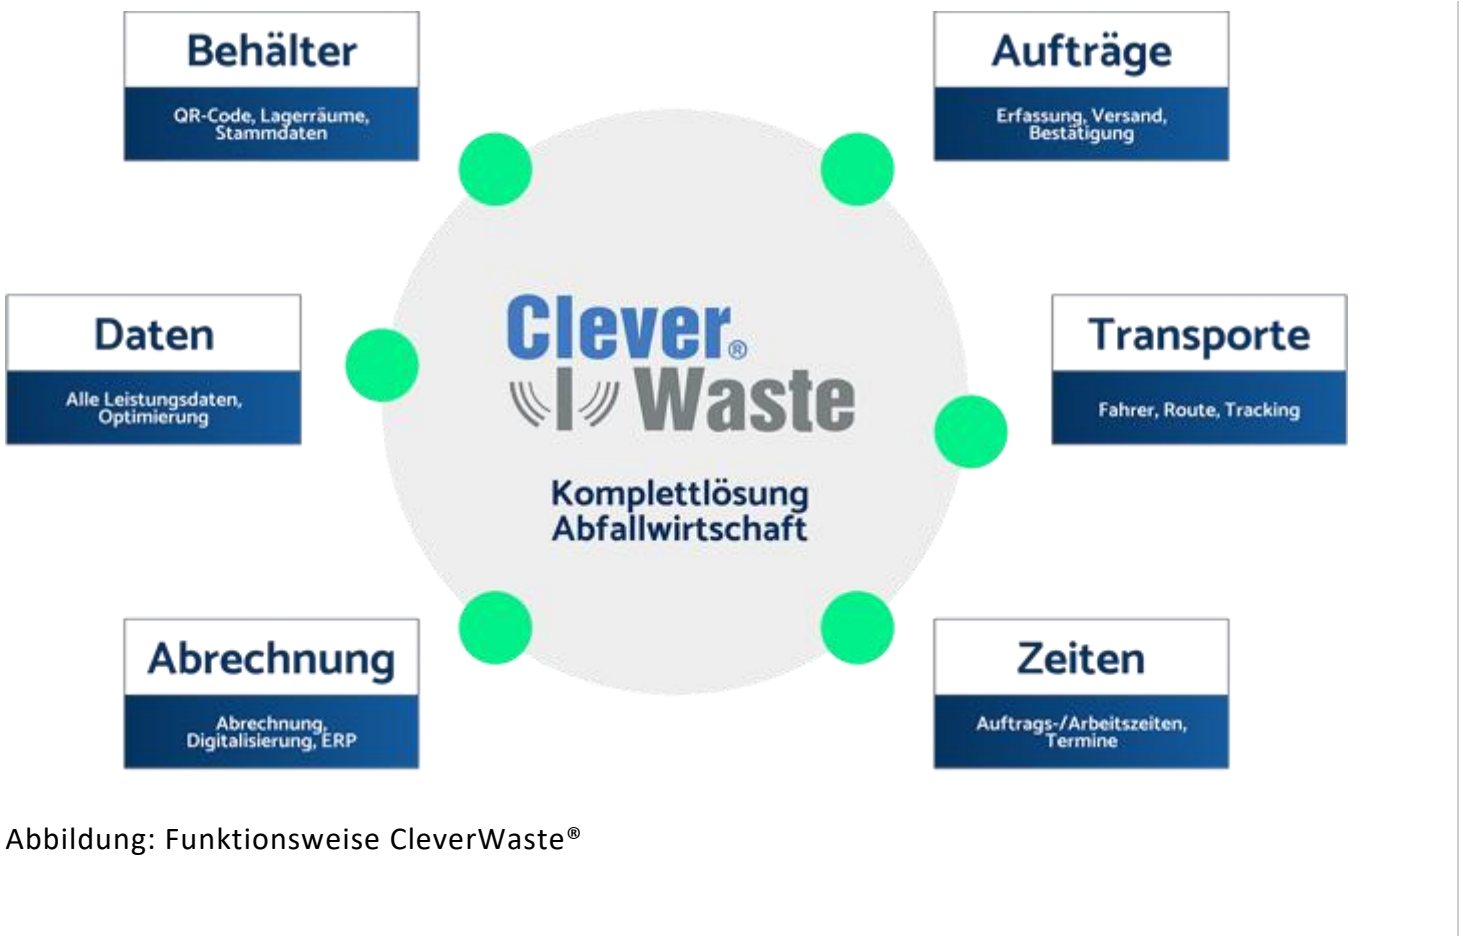 Behälter
QR-Code, Lagerräume,
Stammdaten
Aufträge
Erfassung, Versand,
Bestätigung
Daten
Alle Leistungsdaten,
Optimierung
Clever®
Waste
Komplettlösung
Abfallwirtschaft
Transporte
Fahrer, Route, Tracking
Abrechnung
Abrechnung,
Digitalisierung, ERP
Zeiten
Auftrags-/Arbeitszeiten,
Termine
Abbildung: Funktionsweise CleverWaste®